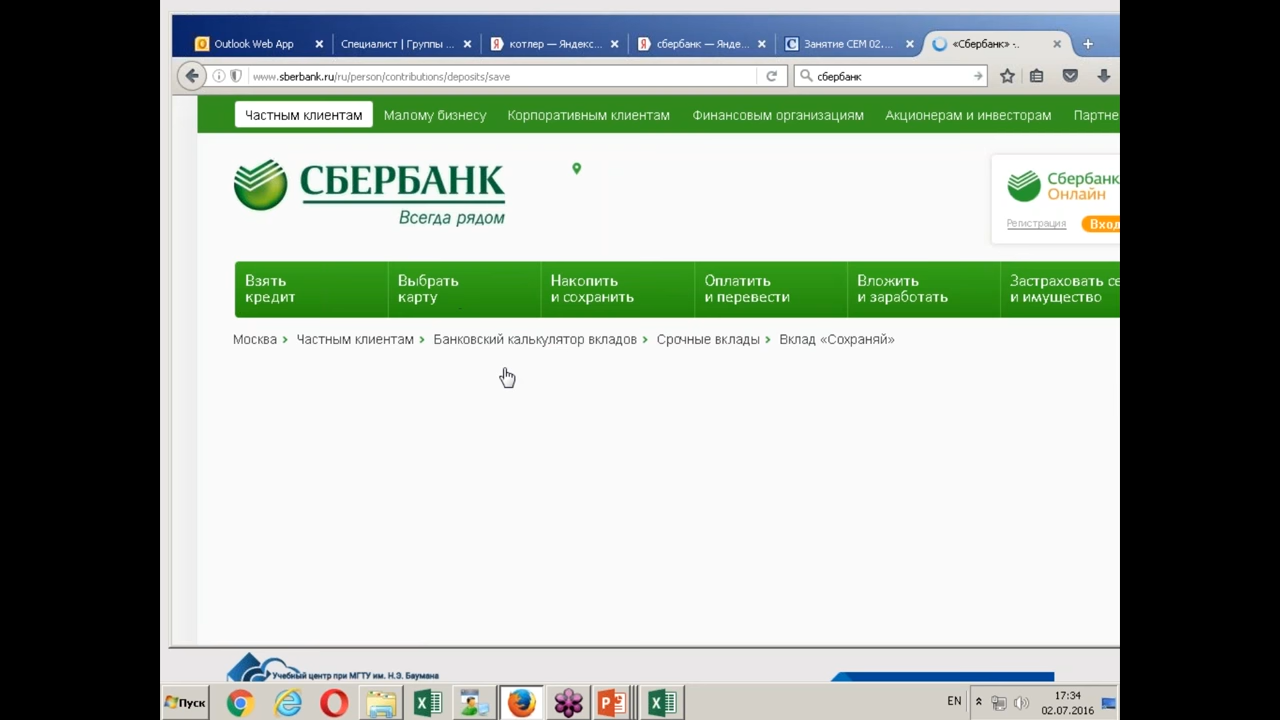 Outlook Web App
Специалист | Группы ...
котлер — Яндекс...
сбербанк — Янде...
Занятие СЕМ 02....
«Сбербанк» -..
www.sberbank.ru/ru/person/contributions/deposits/save
сбербанк
Частным клиентам
Малому бизнесу
Корпоративным клиентам
Финансовым организациям
Акционерам и инвесторам
Партне
СБЕРБАНК
Всегда рядом
Сбербанк
Онлайн
Регистрация
Вход
Взять
кредит
Выбрать
карту
Накопить
и сохранить
Оплатить
и перевести
Вложить
и заработать
Застраховать се
и имущество
Москва > Частным клиентам > Банковский калькулятор вкладов > Срочные вклады > Вклад «Сохраняй»
Учебный центр при МГТУ им. Н.Э. Баумана
Пуск
EN
17:34
02.07.2016